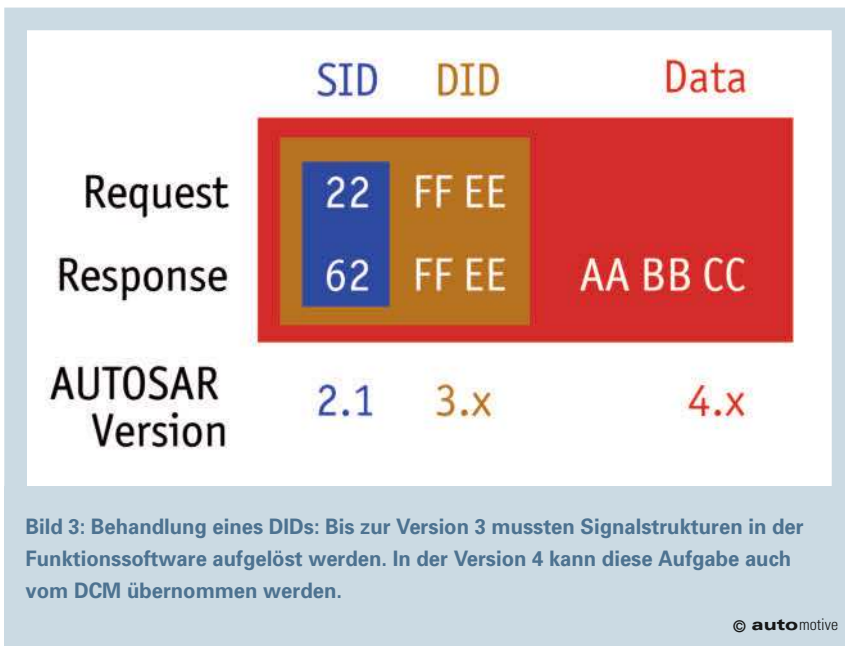 SID DID Data
Request 22 FF EE
Response 62 FF EE AA BB CC
AUTOSAR
Version 2.1 3.x 4.x
Bild 3: Behandlung eines DIDs: Bis zur Version 3 mussten Signalstrukturen in der
Funktionssoftware aufgelöst werden. In der Version 4 kann diese Aufgabe auch
vom DCM übernommen werden.
© automotive